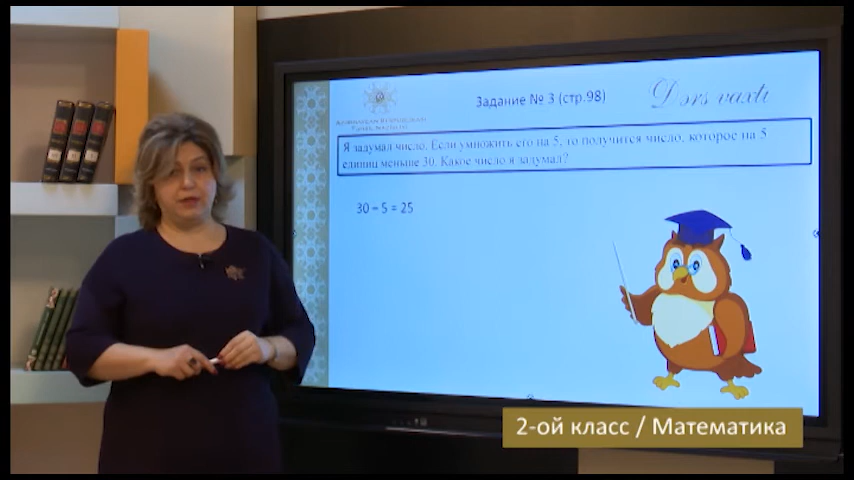 Задание № 3 (стр.98)
Dərs vaxtı
Я задумал число. Если умножить его на 5, то получится число, которое на 5
единиц меньше 30. Какое число я задумал?
30 – 5 = 25
2-ой класс / Математика